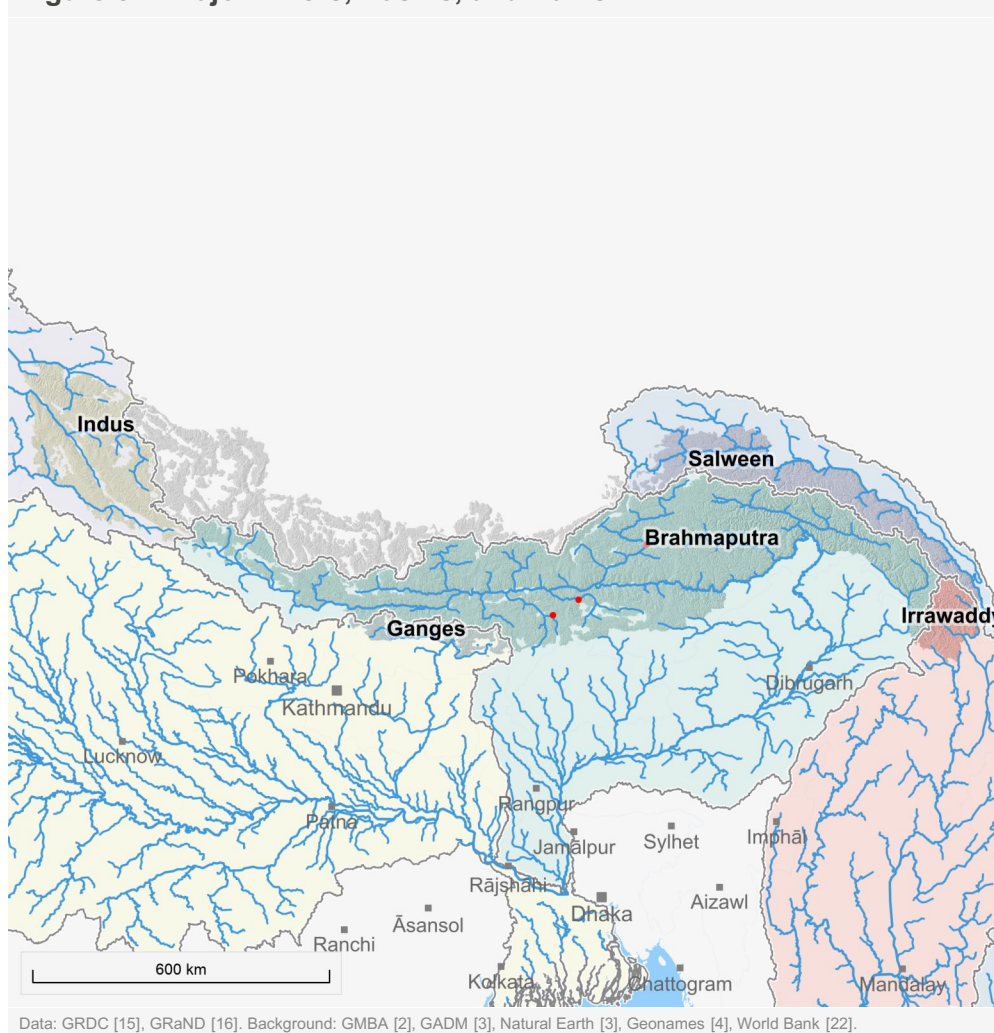 Indus
Salween
Brahmaputra
Irrawaddy
Ganges
Pokhara
Dibrugarh
Kathmandu
Lucknow
Rangpur
Patna
Jamālpur
Sylhet
Imphāl
Rājshāhi
Aizawl
Dhaka
Āsansol
Ranchi
600 km
Kolkata
Chattogram
Mandalay
Data: GRDC [15], GRanD [16]. Background: GMBA [2], GADM [3], Natural Earth [3], Geonames [4], World Bank [22].